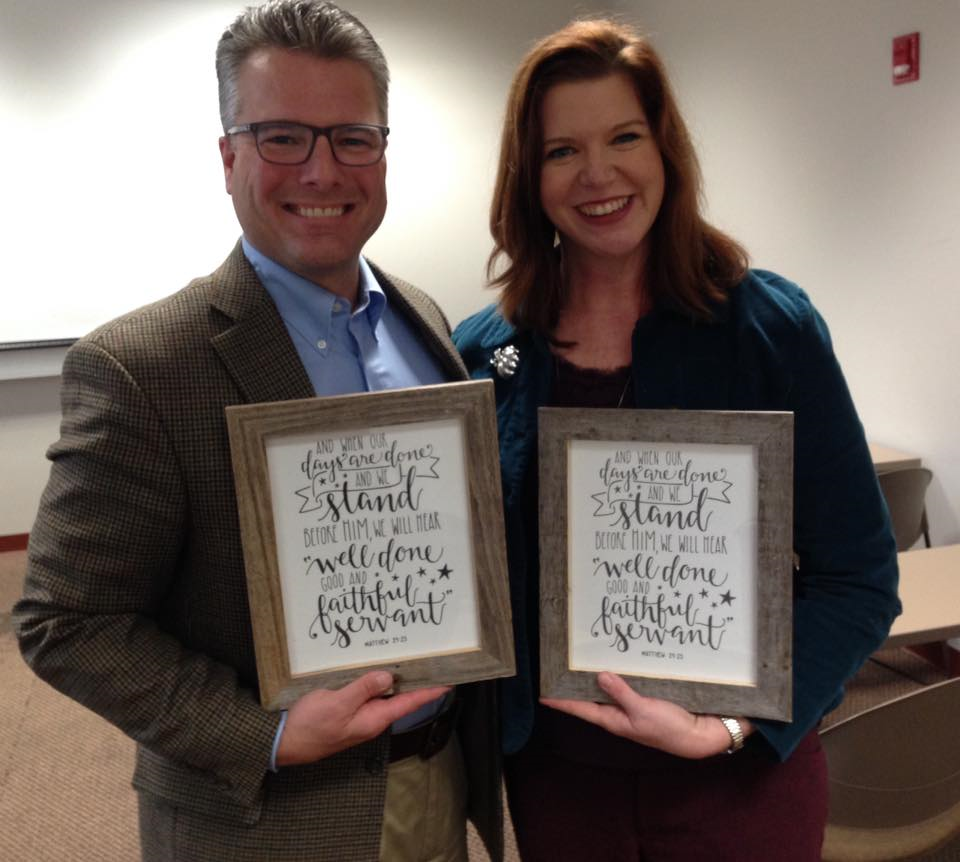 AND WHEN OUR
days are done
AND WE
stand
BEFORE HIM, WE WILL HEAR
"well done
GOOD AND
faithful
servant"
MATTHEW 25:23
AND WHEN OUR
days are done
AND WE
stand
BEFORE HIM, WE WILL HEAR
"well done
GOOD AND
faithful
servant"
MATTHEW 25:23